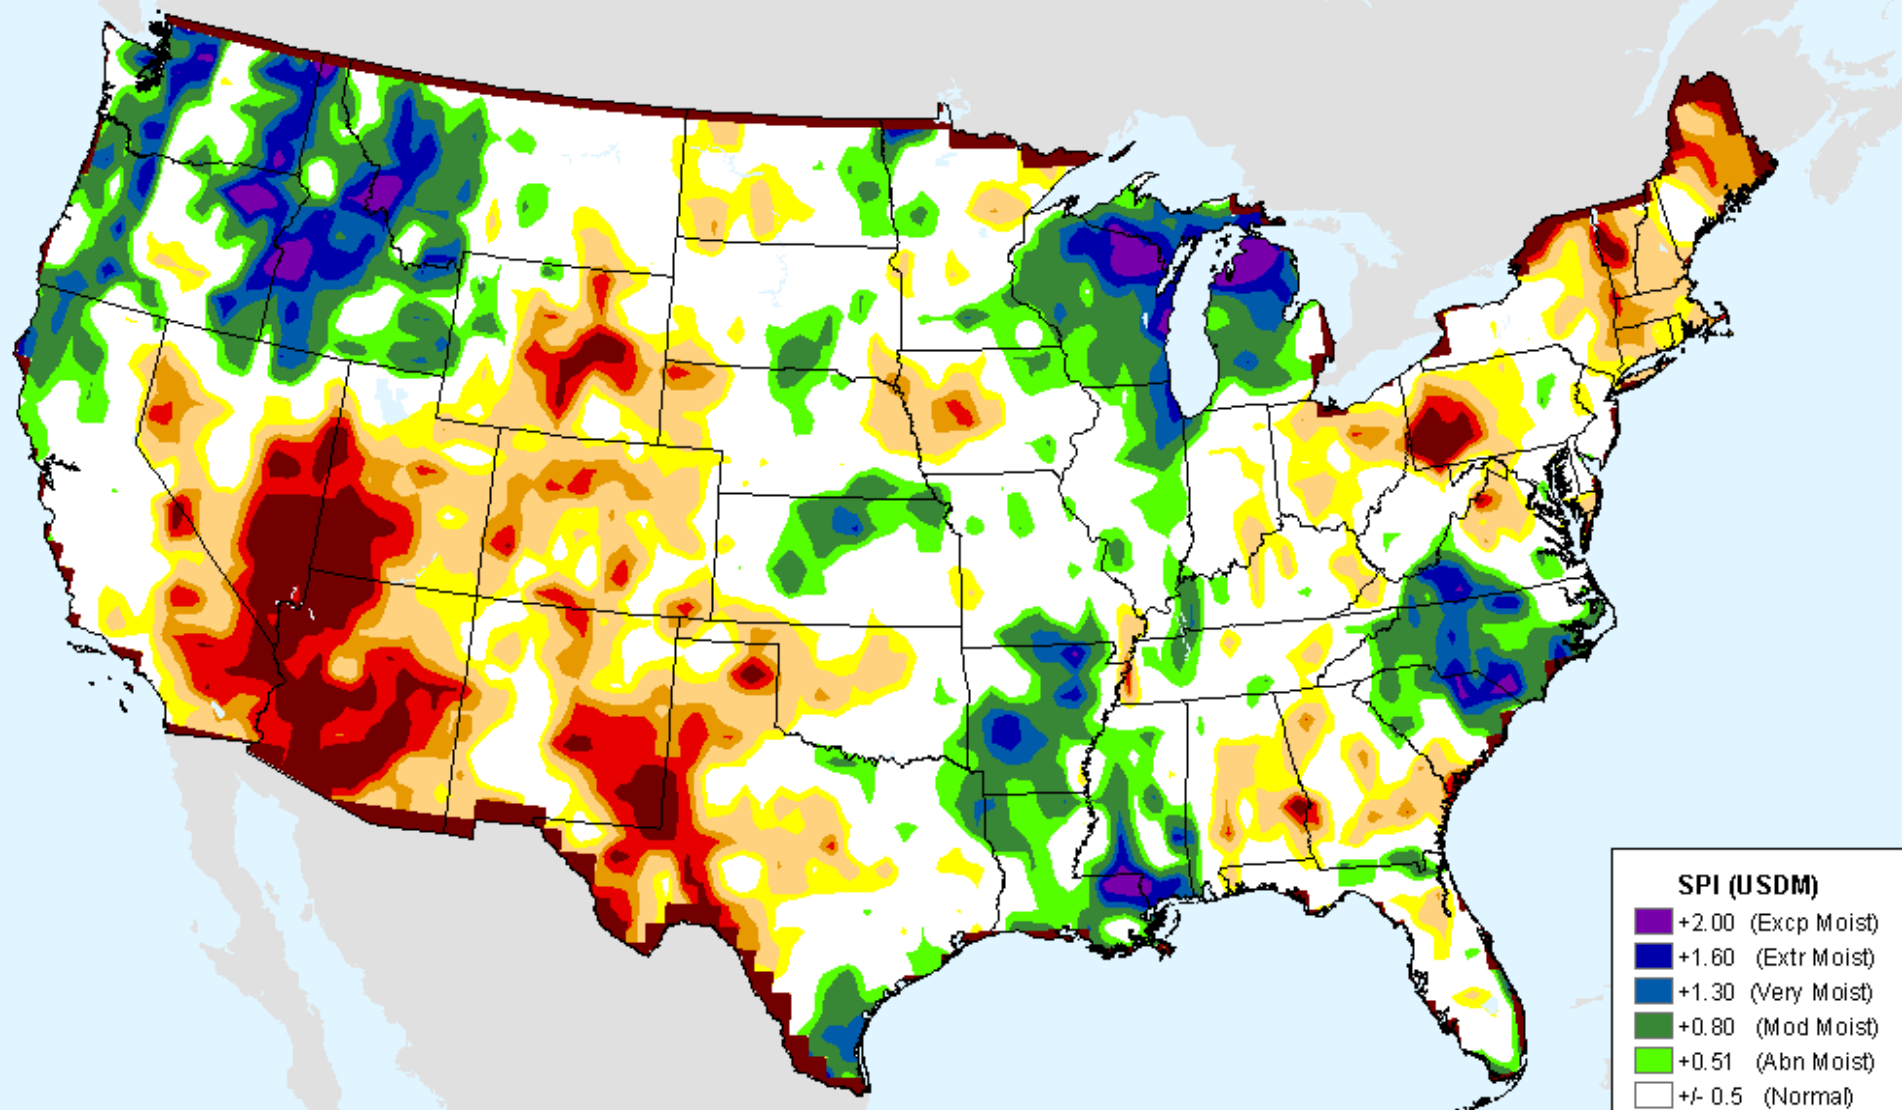 SPI (USDM)
+2.00 (Excp Moist)
+1.60 (Extr Moist)
+1.30 (Very Moist)
+0.80 (Mod Moist)
+0.51 (Abn Moist)
+/- 0.5 (Normal)